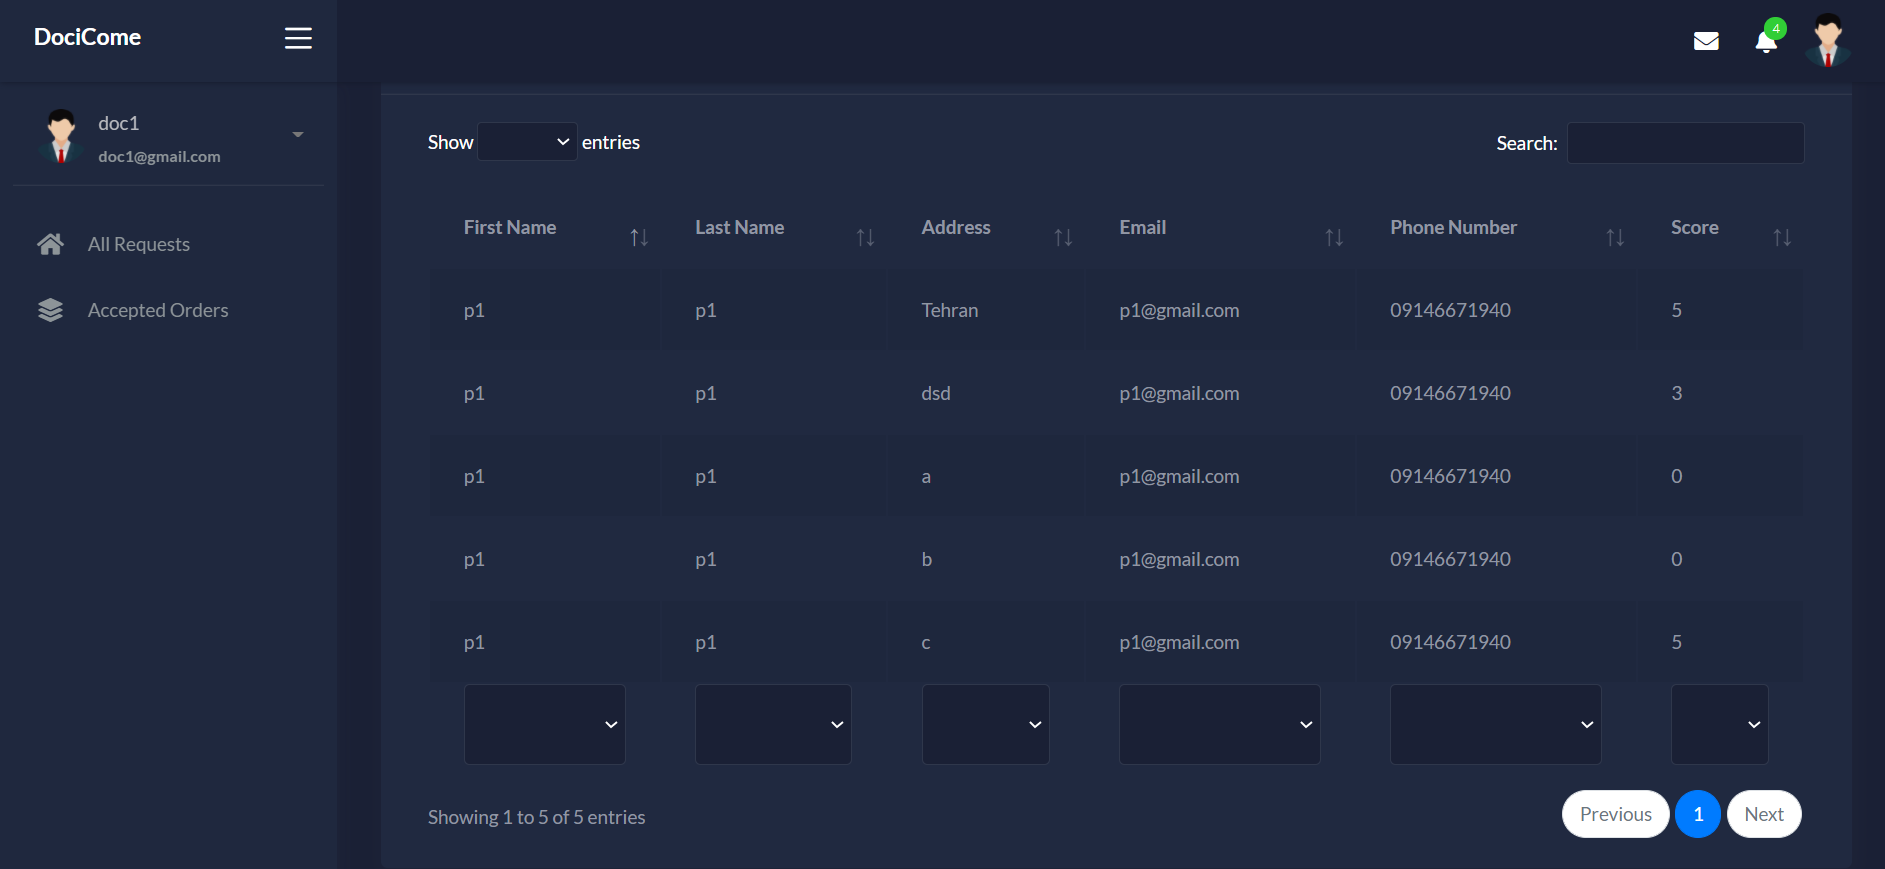 DociCome
4
doc1
doc1@gmail.com
All Requests
Accepted Orders
Show entries Search:
First Name Last Name Address Email Phone Number Score
p1 p1 Tehran p1@gmail.com 09146671940 5
p1 p1 dsd p1@gmail.com 09146671940 3
p1 p1 a p1@gmail.com 09146671940 0
p1 p1 b p1@gmail.com 09146671940 0
p1 p1 c p1@gmail.com 09146671940 5
Showing 1 to 5 of 5 entries Previous 1 Next